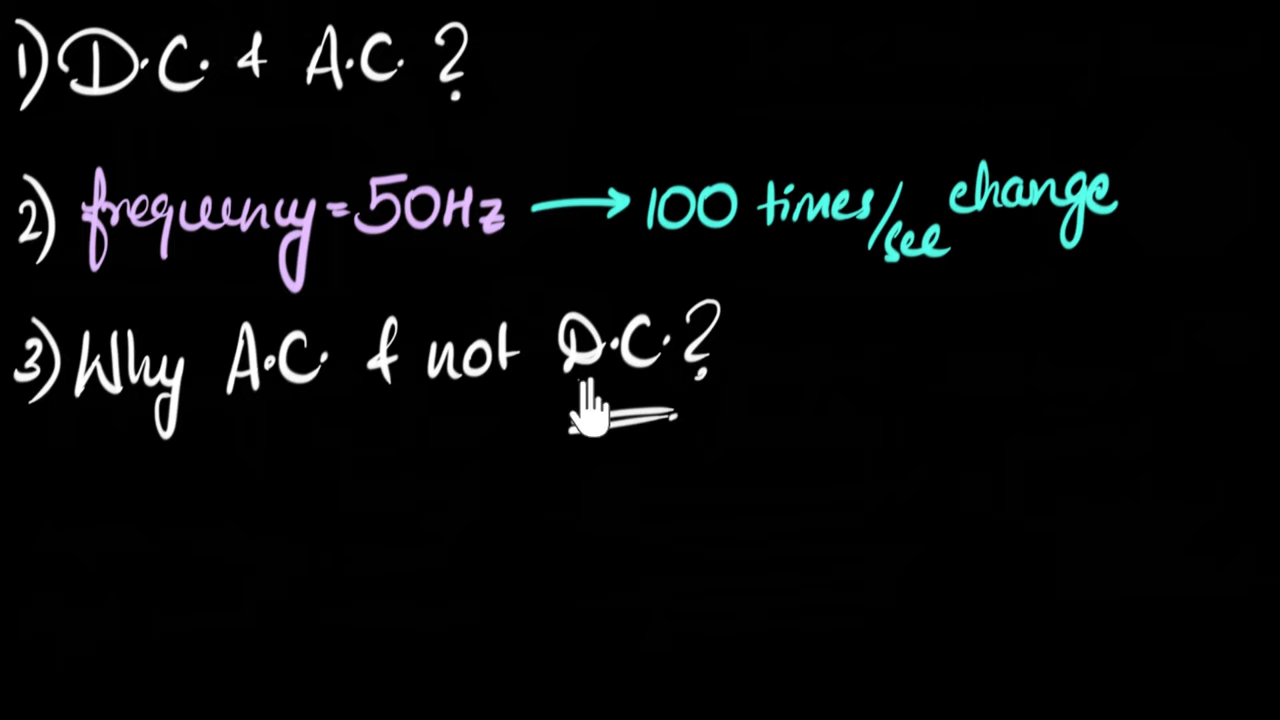 1) D.C. & A.C. ?
2) frequency = 50Hz → 100 times/sec change
3) Why A.C. & not D.C.?